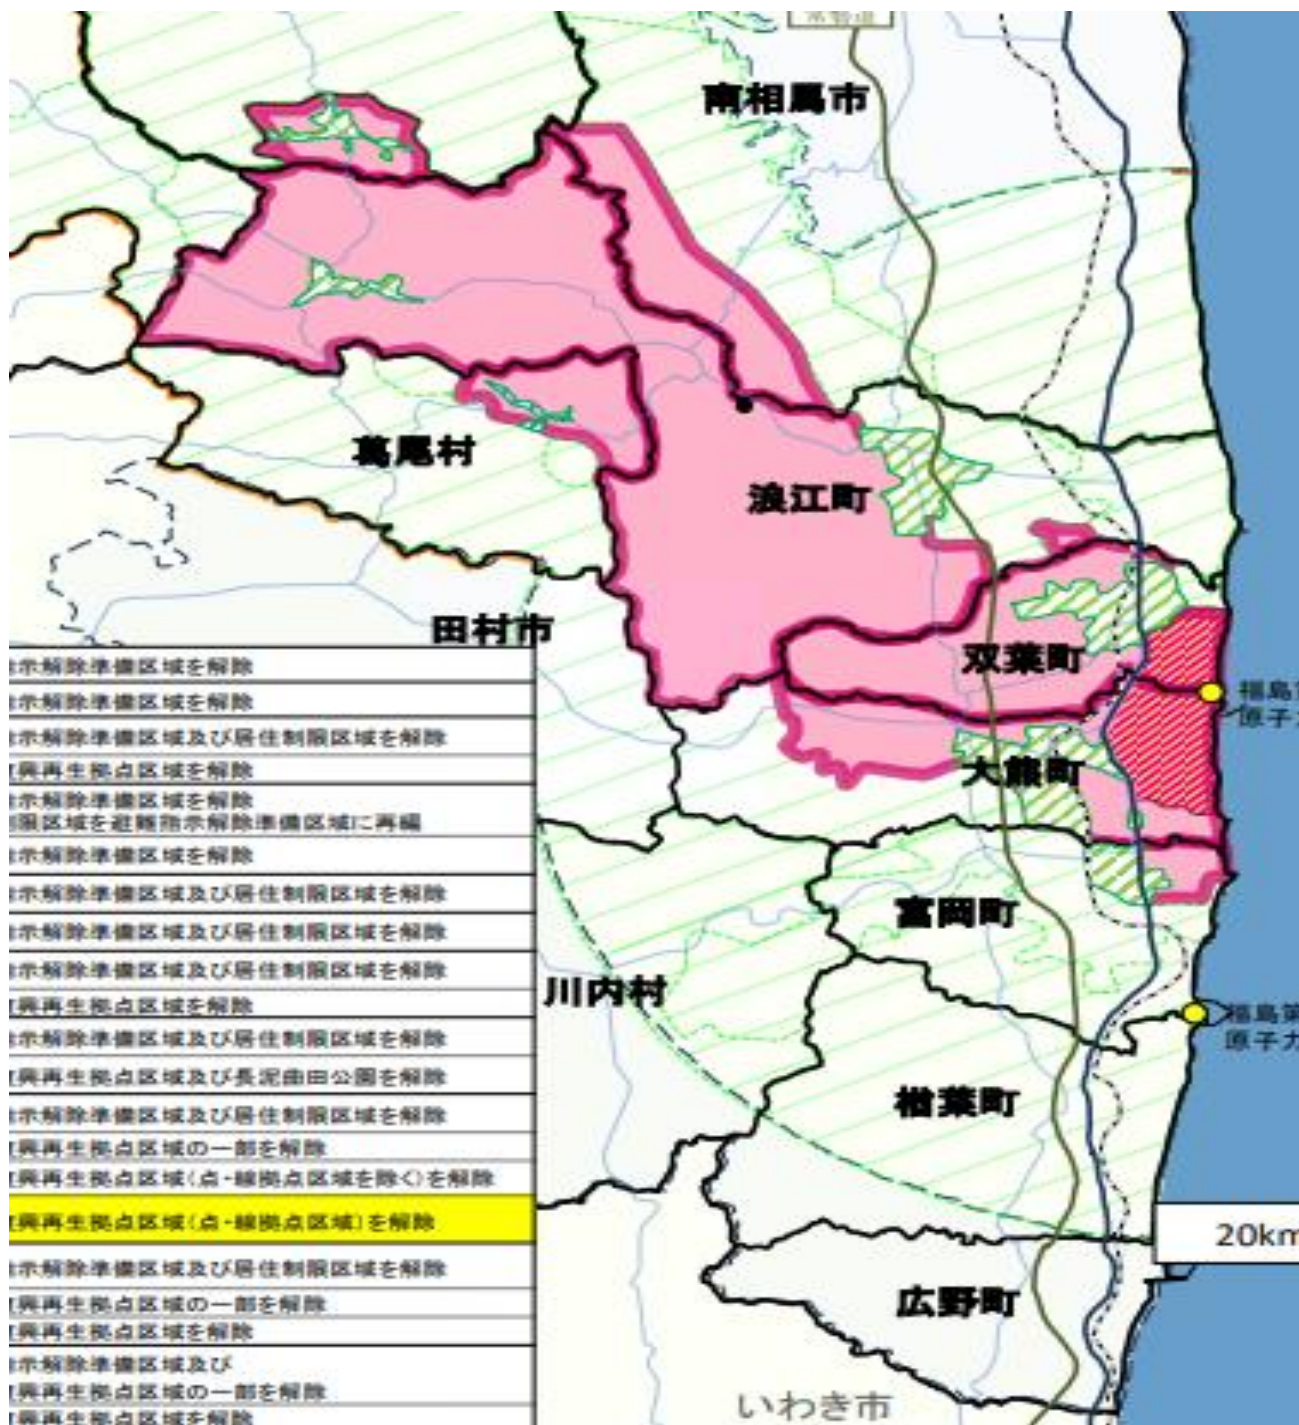 常磐道
南相馬市
葛尾村
浪江町
田村市
双葉町
福島
原子
大熊町
富岡町
川内村
福島第
原子力
楢葉町
20km
広野町
いわき市
示解除準備区域を解除
示解除準備区域を解除
示解除準備区域及び居住制限区域を解除
興再生拠点区域を解除
示解除準備区域を解除
限区域を避難指示解除準備区域に再編
示解除準備区域を解除
示解除準備区域及び居住制限区域を解除
示解除準備区域及び居住制限区域を解除
示解除準備区域及び居住制限区域を解除
興再生拠点区域を解除
示解除準備区域及び居住制限区域を解除
興再生拠点区域及び長泥曲田公園を解除
示解除準備区域及び居住制限区域を解除
興再生拠点区域の一部を解除
興再生拠点区域(点・線拠点区域を除く)を解除
興再生拠点区域(点・線拠点区域)を解除
示解除準備区域及び居住制限区域を解除
興再生拠点区域の一部を解除
興再生拠点区域を解除
示解除準備区域及び
興再生拠点区域の一部を解除
興再生拠点区域を解除